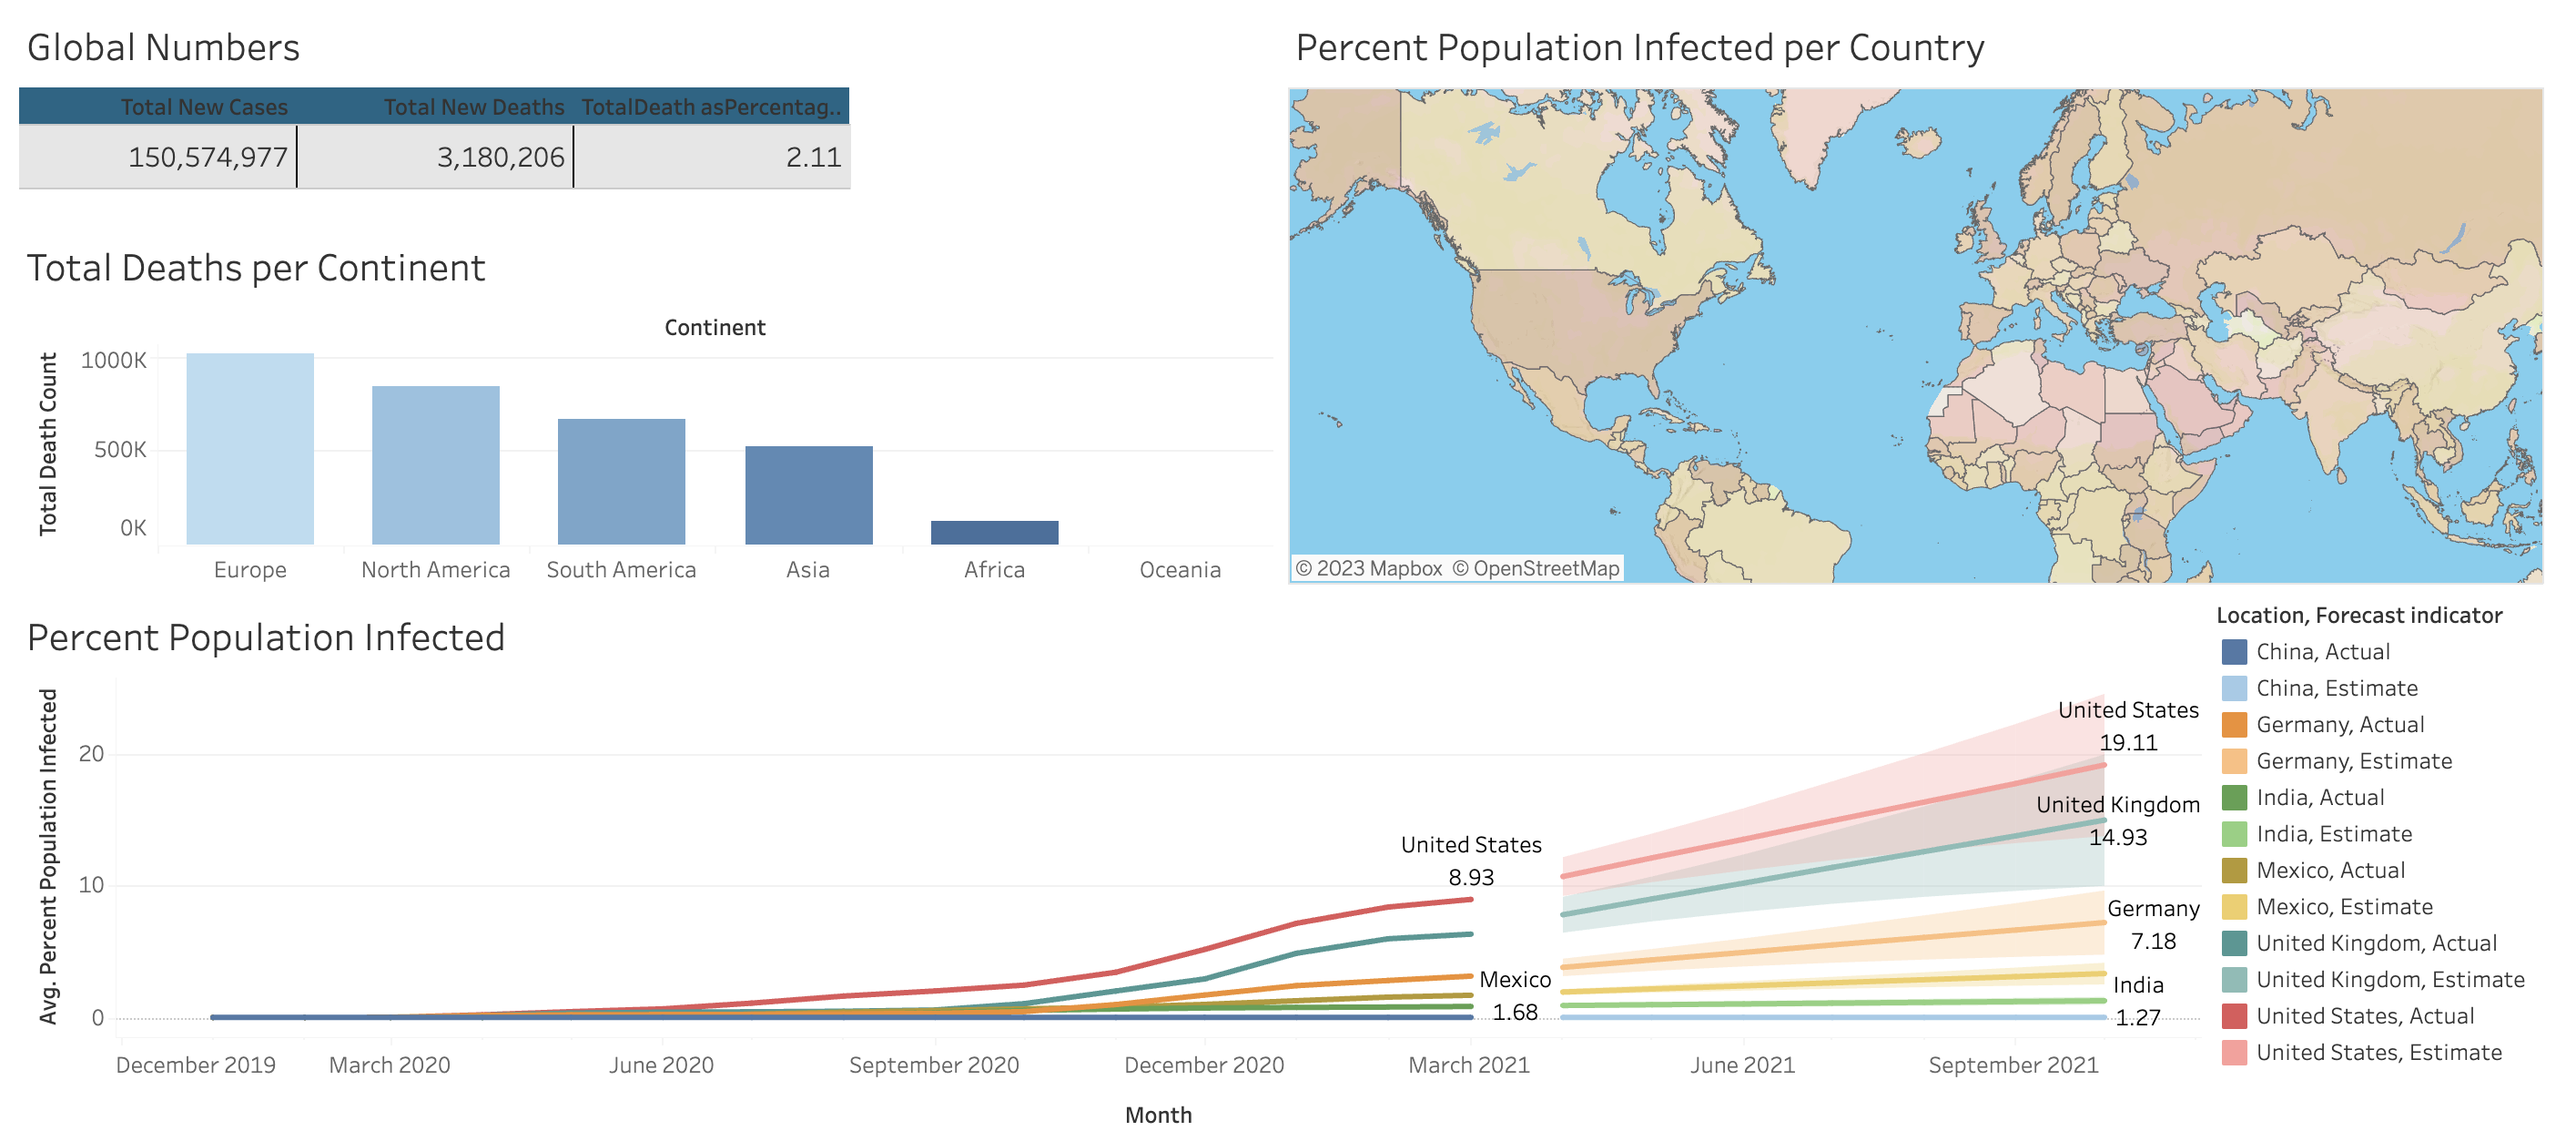 Global Numbers
Total New Cases Total New Deaths TotalDeath asPercentag..
150,574,977 3,180,206 2.11
Total Deaths per Continent
Continent
Total Death Count
1000K
500K
0K
Europe North America South America Asia Africa Oceania
Percent Population Infected per Country
© 2023 Mapbox © OpenStreetMap
Percent Population Infected
Avg. Percent Population Infected
20
10
0
United States
8.93
Mexico
1.68
United States
19.11
United Kingdom
14.93
Germany
7.18
India
1.27
December 2019 March 2020 June 2020 September 2020 December 2020 March 2021 June 2021 September 2021
Month
Location, Forecast indicator
China, Actual
China, Estimate
Germany, Actual
Germany, Estimate
India, Actual
India, Estimate
Mexico, Actual
Mexico, Estimate
United Kingdom, Actual
United Kingdom, Estimate
United States, Actual
United States, Estimate